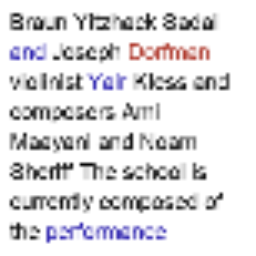 Braun Yitzhack Sadai
and Joseph Dorfman
violinist Yair Kless and
composers Ami
Maayani and Noam
Sheriff The school is
currently composed of
the performance